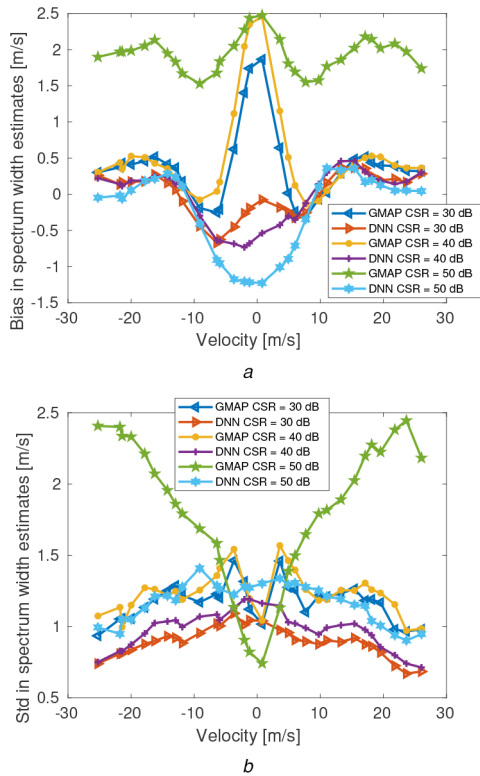 2.5
2
1.5
1
0.5
0
-0.5
-1
-1.5
-30
-20
-10
0
10
20
30
Bias in spectrum width estimates [m/s]
Velocity [m/s]
GMAP CSR = 30 dB
DNN CSR = 30 dB
GMAP CSR = 40 dB
DNN CSR = 40 dB
GMAP CSR = 50 dB
DNN CSR = 50 dB
a
GMAP CSR = 30 dB
DNN CSR = 30 dB
GMAP CSR = 40 dB
DNN CSR = 40 dB
GMAP CSR = 50 dB
DNN CSR = 50 dB
2.5
2
1.5
1
0.5
-30
-20
-10
0
10
20
30
Std in spectrum width estimates [m/s]
Velocity [m/s]
b